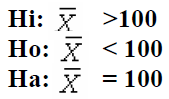 Hi: X̅ >100
Ho: X̅ < 100
Ha: X̅ = 100